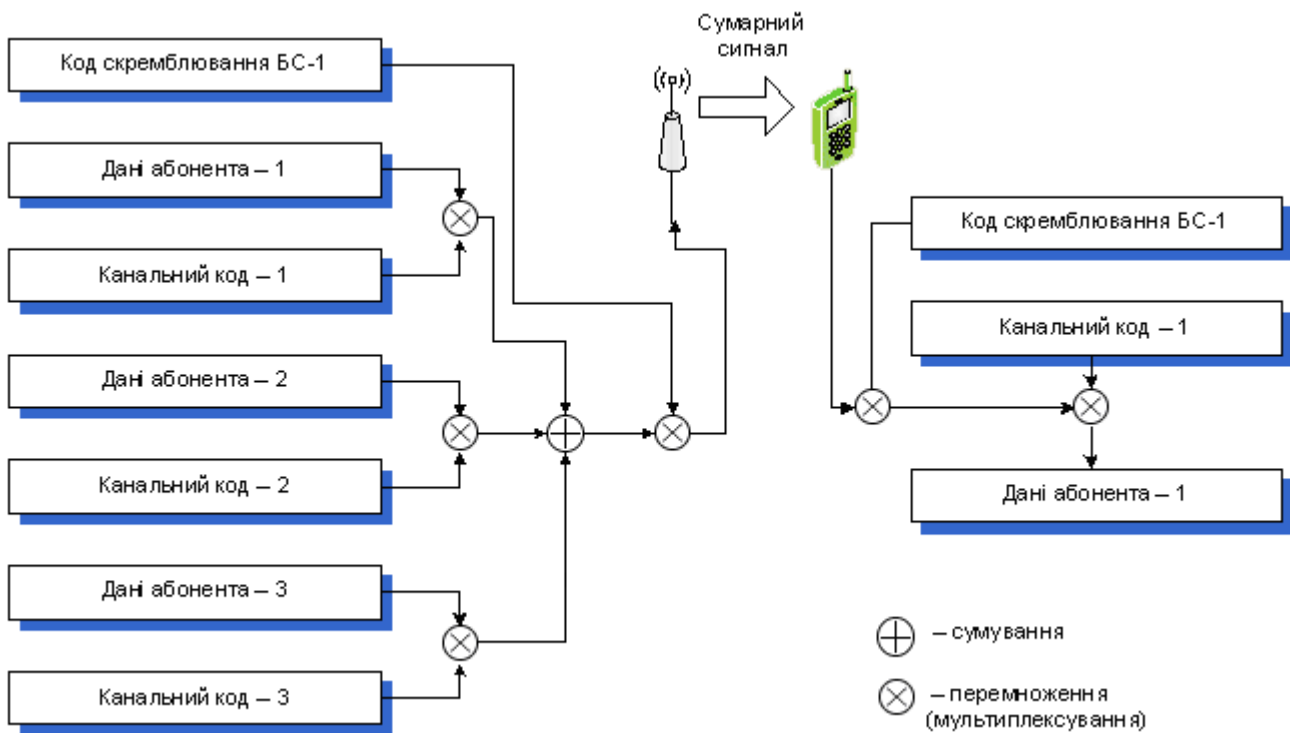 Сумарний
сигнал
Код скремблювання БС-1
Дані абонента – 1
Канальний код – 1
Дані абонента – 2
Канальний код – 2
Дані абонента – 3
Канальний код – 3
Код скремблювання БС-1
Канальний код – 1
Дані абонента – 1
– сумування
– перемноження
(мультиплексування)